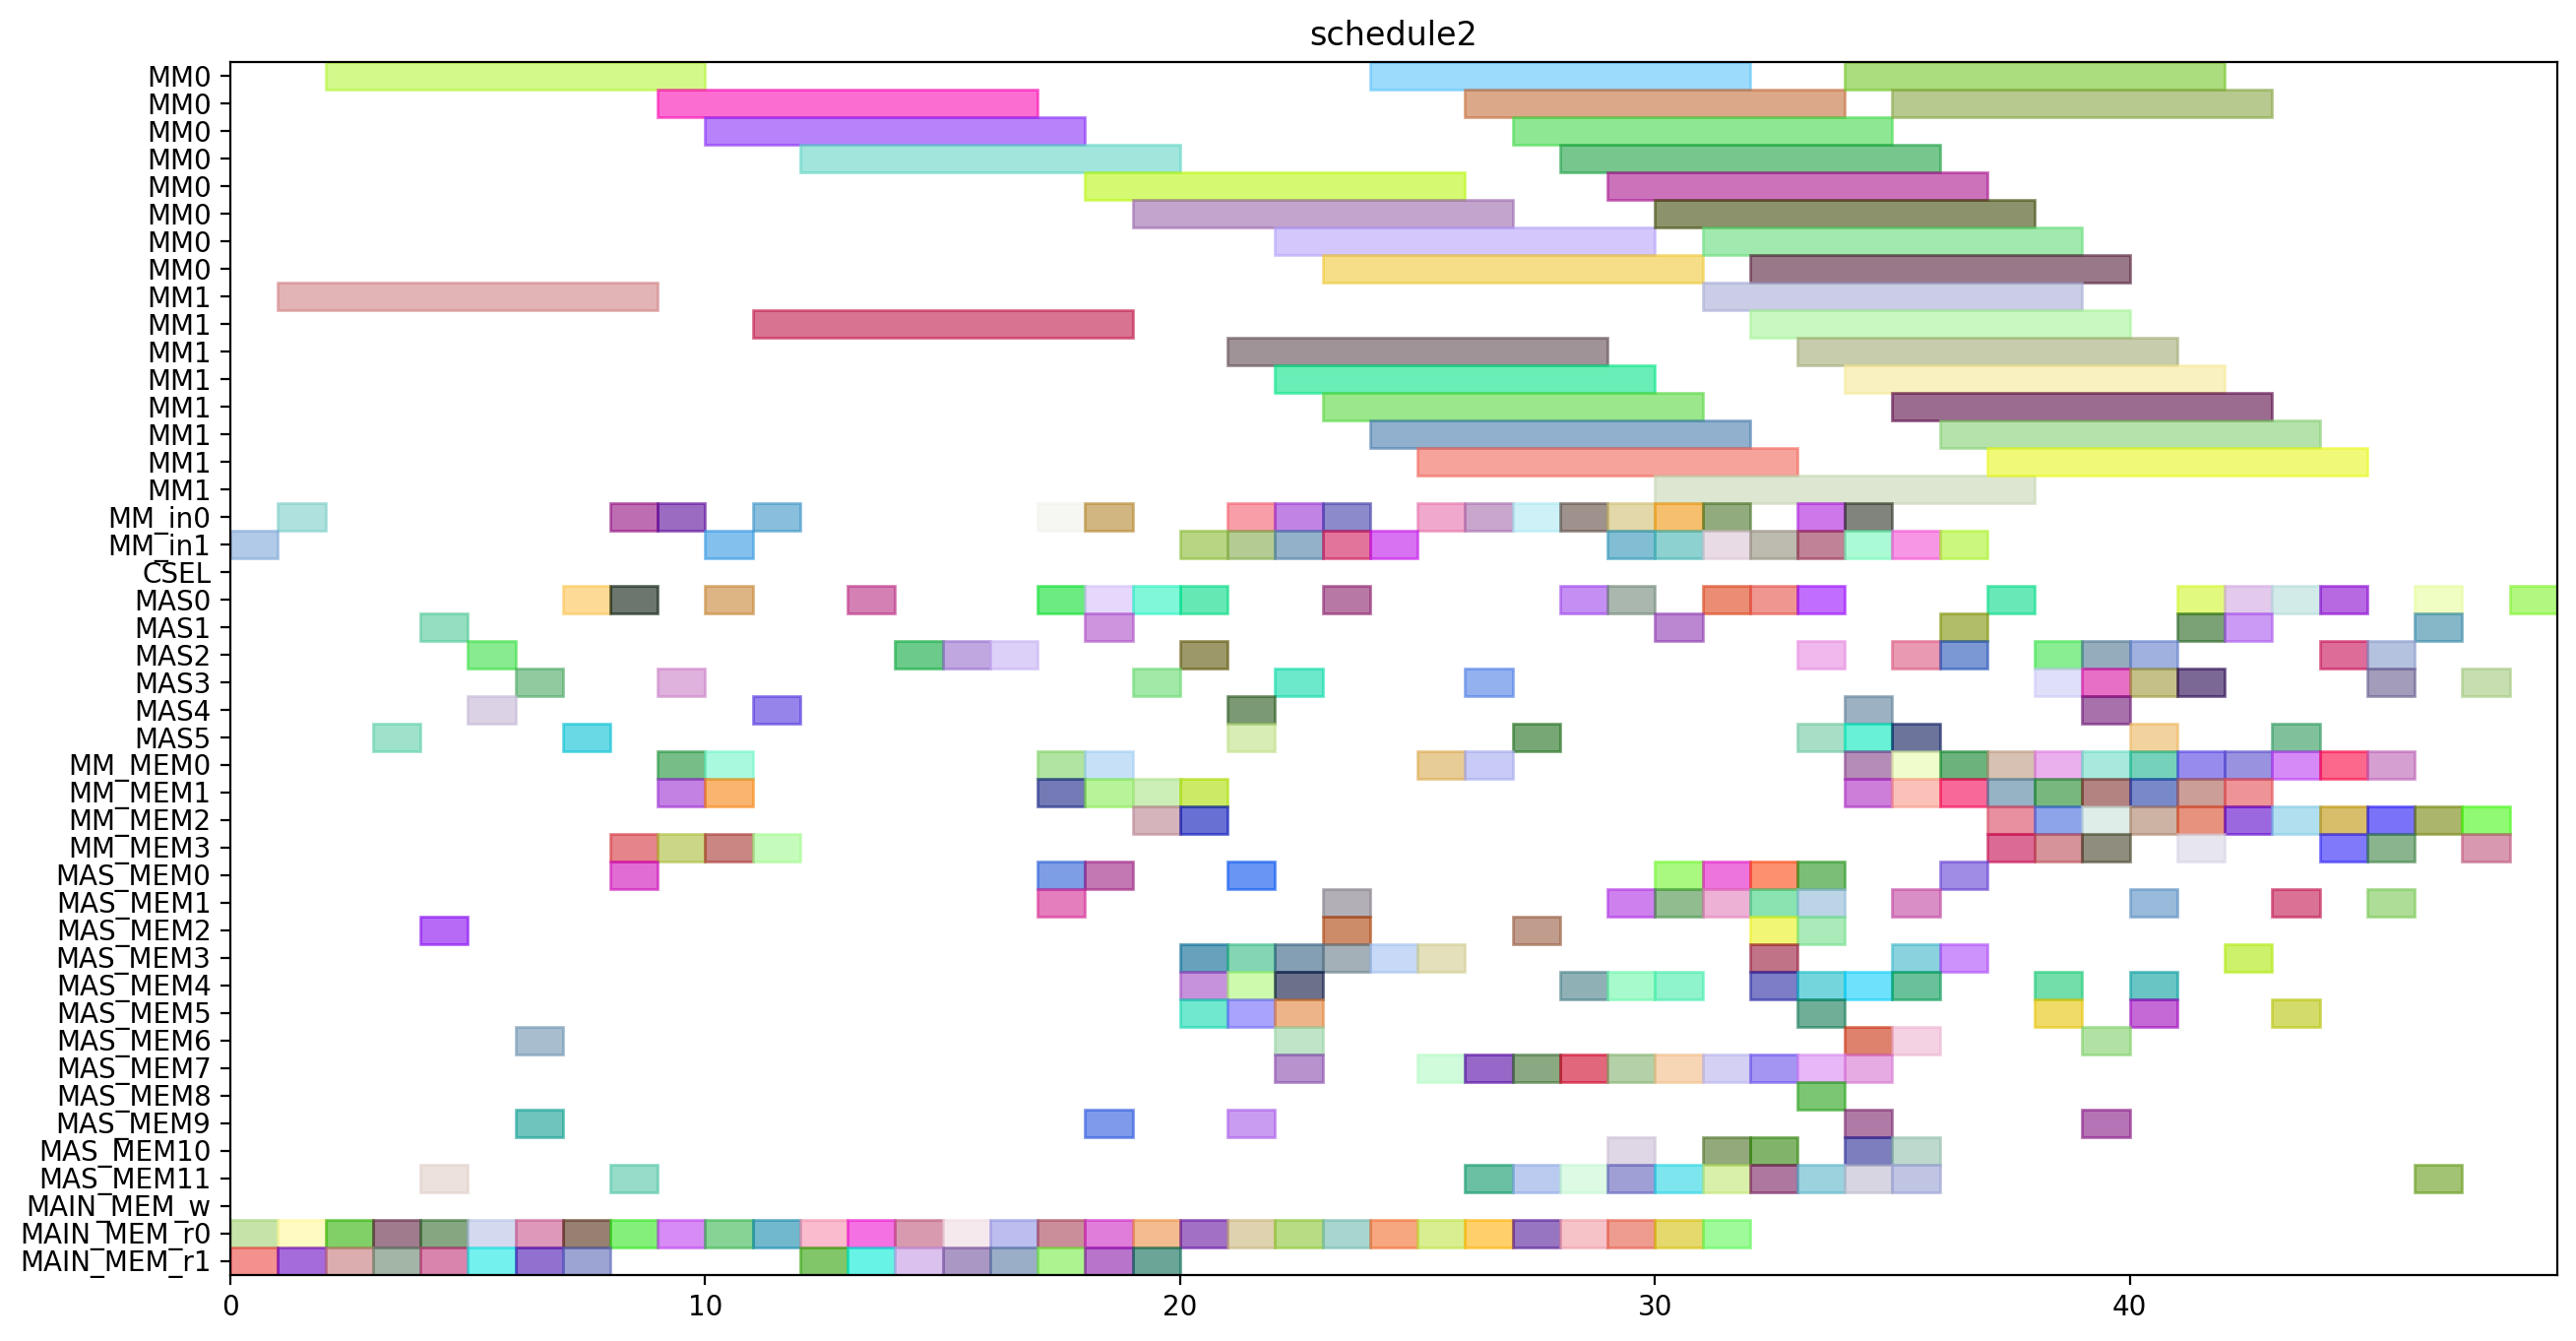 schedule2
MM0
MM0
MM0
MM0
MM0
MM0
MM0
MM0
MM1
MM1
MM1
MM1
MM1
MM1
MM1
MM1
MM_in0
MM_in1
CSEL
MAS0
MAS1
MAS2
MAS3
MAS4
MAS5
MM_MEM0
MM_MEM1
MM_MEM2
MM_MEM3
MAS_MEM0
MAS_MEM1
MAS_MEM2
MAS_MEM3
MAS_MEM4
MAS_MEM5
MAS_MEM6
MAS_MEM7
MAS_MEM8
MAS_MEM9
MAS_MEM10
MAS_MEM11
MAIN_MEM_w
MAIN_MEM_r0
MAIN_MEM_r1
0 10 20 30 40